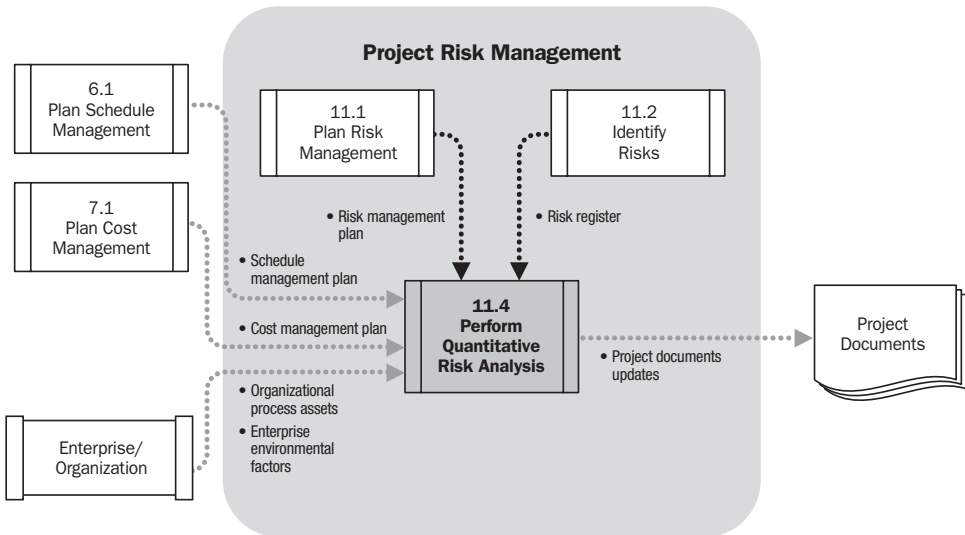 Project Risk Management
6.1
Plan Schedule
Management
11.1
Plan Risk
Management
11.2
Identify
Risks
7.1
Plan Cost
Management
• Risk management
plan
• Risk register
• Schedule
management plan
11.4
Perform
Quantitative
Risk Analysis
• Cost management plan
• Project documents
updates
Project
Documents
• Organizational
process assets
• Enterprise
environmental
factors
Enterprise/
Organization